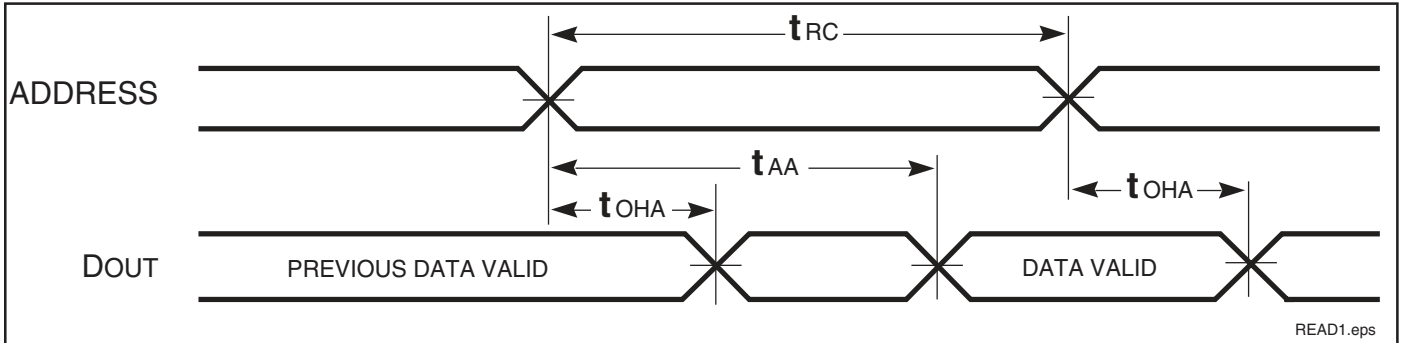 tRC
ADDRESS
tAA
tOHA
tOHA
DOUT
PREVIOUS DATA VALID
DATA VALID
READ1.eps